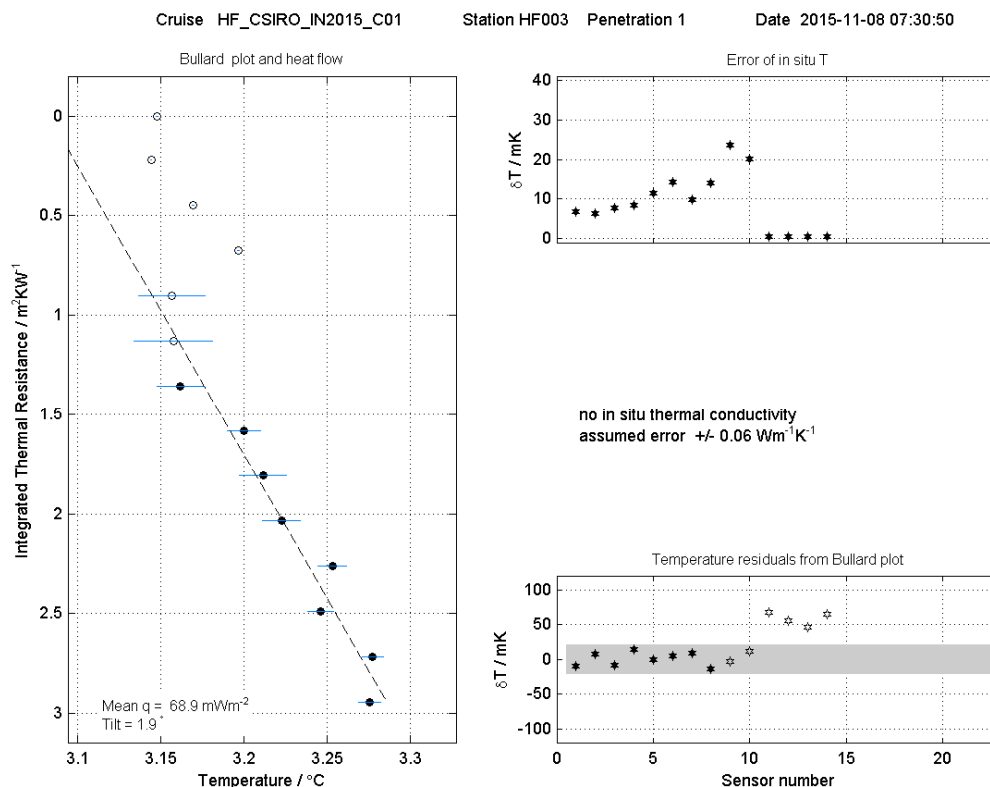 Cruise HF_CSIRO_IN2015_C01 Station HF003 Penetration 1 Date 2015-11-08 07:30:50
Bullard plot and heat flow
0
0.5
1
1.5
2
2.5
3
Integrated Thermal Resistance / m²KW⁻¹
Mean q = 68.9 mWm⁻²
Tilt = 1.9°
3.1 3.15 3.2 3.25 3.3
Temperature / °C
Error of in situ T
40
30
20
10
0
δT / mK
no in situ thermal conductivity
assumed error +/- 0.06 Wm⁻¹K⁻¹
Temperature residuals from Bullard plot
100
50
0
-50
-100
δT / mK
0 5 10 15 20
Sensor number